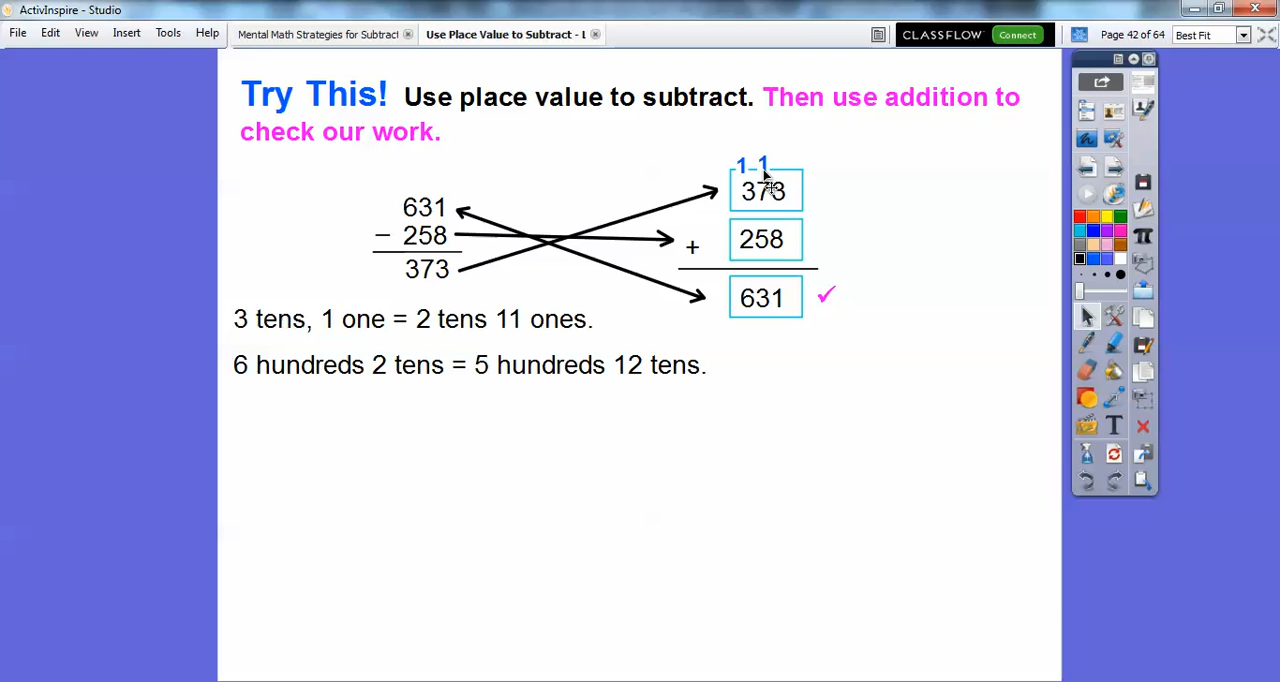 ActivInspire - Studio
File Edit View Insert Tools Help
Mental Math Strategies for Subtract
Use Place Value to Subtract - L
CLASSFLOW Connect
Page 42 of 64
Best Fit
Try This! Use place value to subtract. Then use addition to
check our work.
631
− 258
373
1 1
373
+ 258
631 ✓
3 tens, 1 one = 2 tens 11 ones.
6 hundreds 2 tens = 5 hundreds 12 tens.